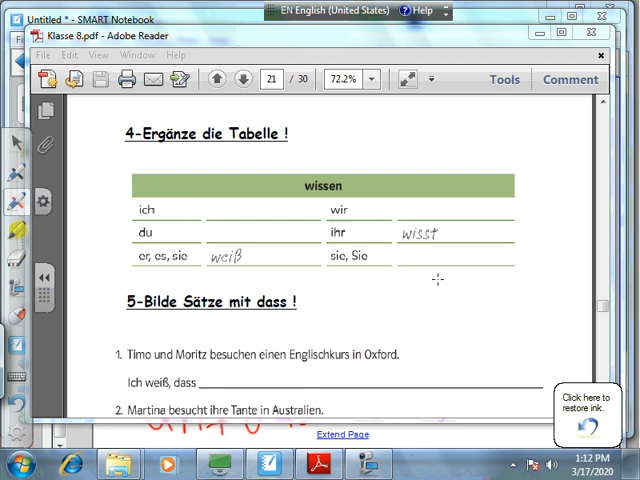 Untitled * - SMART Notebook
EN English (United States) Help
Klasse 8.pdf - Adobe Reader
Fi
File Edit View Window Help
21 / 30 72.2% Tools Comment
4-Ergänze die Tabelle !
wissen
ich wir
du ihr wisst
er, es, sie weiß sie, Sie
5-Bilde Sätze mit dass !
1. Timo und Moritz besuchen einen Englischkurs in Oxford.
Ich weiß, dass
2. Martina besucht ihre Tante in Australien.
Click here to
restore ink.
Extend Page
1:12 PM
3/17/2020